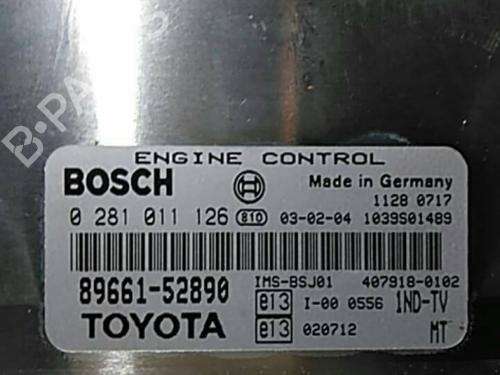 B-PARTS
ENGINE CONTROL
BOSCH Made in Germany
1128 0717
0 281 011 126 810 03-02-04 1039S01489
IMS-BSJ01 407918-0102
89661-52890 e13 I-00 0556 1ND-TV
TOYOTA e13 020712 MT